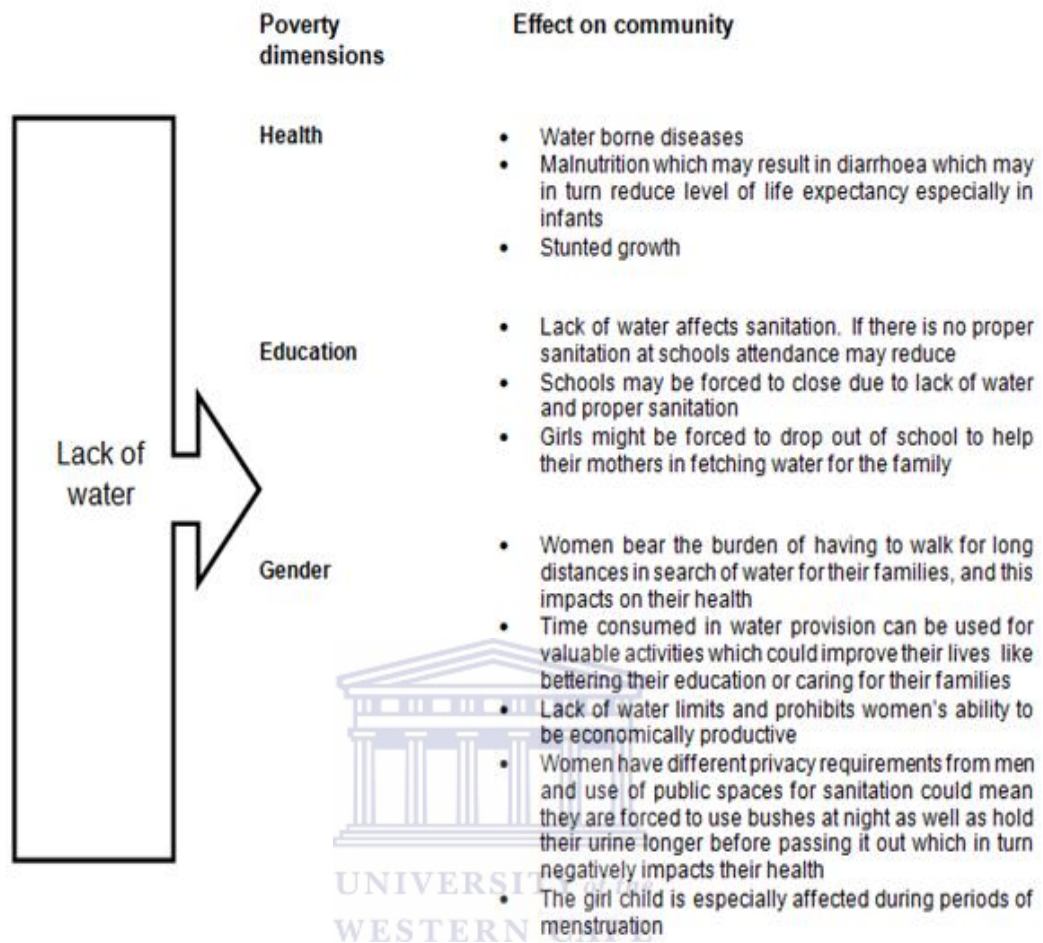 Poverty dimensions
Effect on community
Lack of
water
Health
• Water borne diseases
• Malnutrition which may result in diarrhoea which may
in turn reduce level of life expectancy especially in
infants
• Stunted growth
Education
• Lack of water affects sanitation. If there is no proper
sanitation at schools attendance may reduce
• Schools may be forced to close due to lack of water
and proper sanitation
• Girls might be forced to drop out of school to help
their mothers in fetching water for the family
Gender
• Women bear the burden of having to walk for long
distances in search of water for their families, and this
impacts on their health
• Time consumed in water provision can be used for
valuable activities which could improve their lives like
bettering their education or caring for their families
• Lack of water limits and prohibits women's ability to
be economically productive
• Women have different privacy requirements from men
and use of public spaces for sanitation could mean
they are forced to use bushes at night as well as hold
their urine longer before passing it out which in turn
negatively impacts their health
• The girl child is especially affected during periods of
menstruation
UNIVERSITY of the
WESTERN CAPE